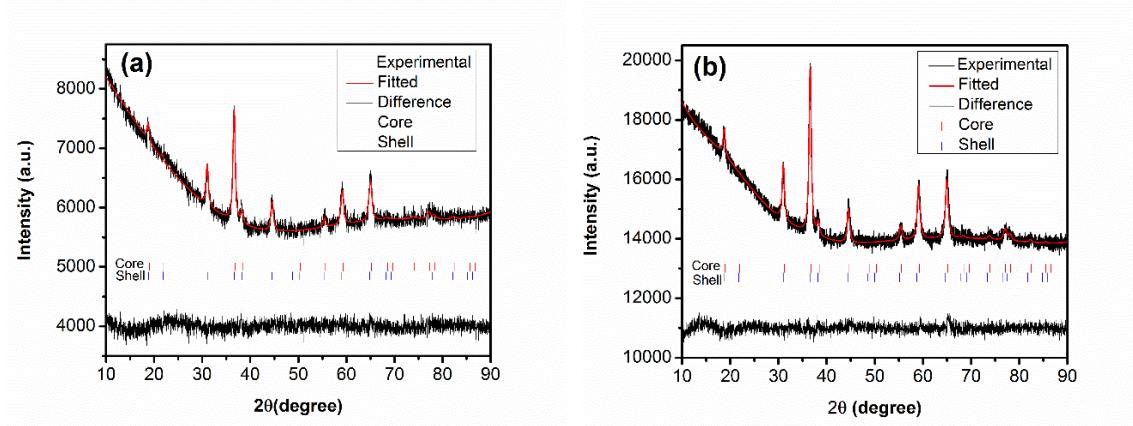 (a)
Experimental
Fitted
Difference
Core
Shell
8000
7000
6000
5000
4000
Intensity (a.u.)
Core
Shell
10 20 30 40 50 60 70 80 90
2θ(degree)
(b)
Experimental
Fitted
Difference
Core
Shell
20000
18000
16000
14000
12000
10000
Intensity (a.u.)
Core
Shell
10 20 30 40 50 60 70 80 90
2θ (degree)